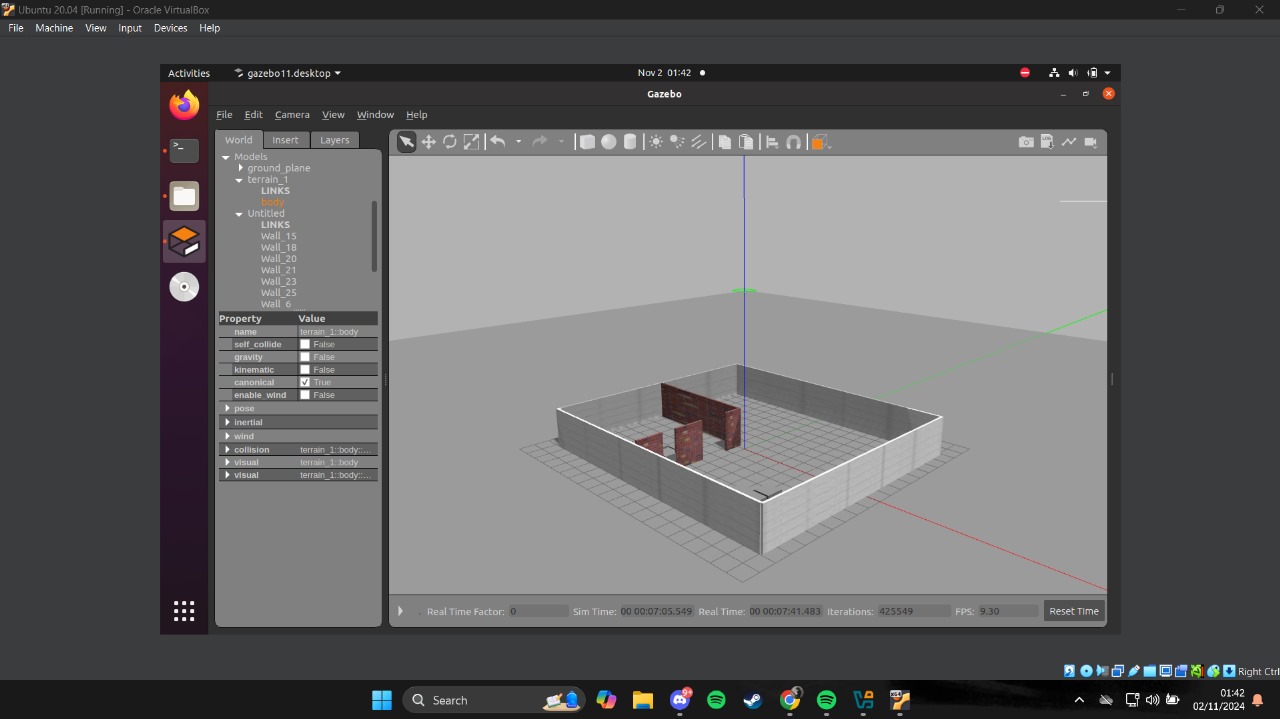 Ubuntu 20.04 [Running] - Oracle VirtualBox
File Machine View Input Devices Help
Activities gazebo11.desktop Nov 2 01:42
Gazebo
File Edit Camera View Window Help
World Insert Layers
Models
ground_plane
terrain_1
LINKS
body
Untitled
LINKS
Wall_15
Wall_18
Wall_20
Wall_21
Wall_23
Wall_25
Wall_6
Property Value
name terrain_1::body
self_collide False
gravity False
kinematic False
canonical True
enable_wind False
pose
inertial
wind
collision terrain_1::body::...
visual terrain_1::body
visual terrain_1::body::...
Real Time Factor: 0 Sim Time: 00 00:07:05.549 Real Time: 00 00:07:41.483 Iterations: 425549 FPS: 9.30 Reset Time
Right Ctrl
Search
01:42
02/11/2024